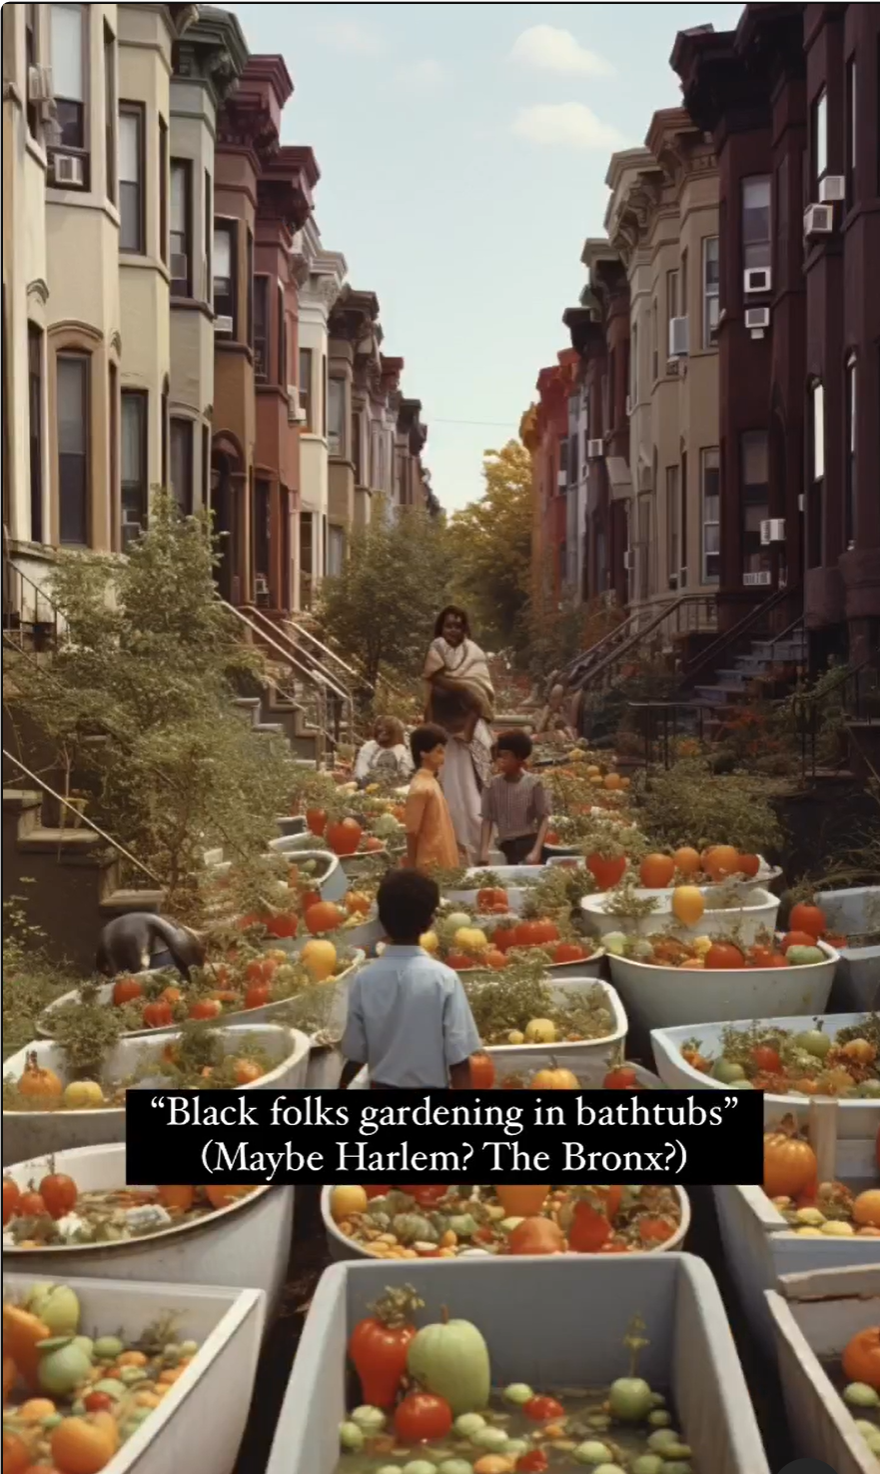 “Black folks gardening in bathtubs”
(Maybe Harlem? The Bronx?)